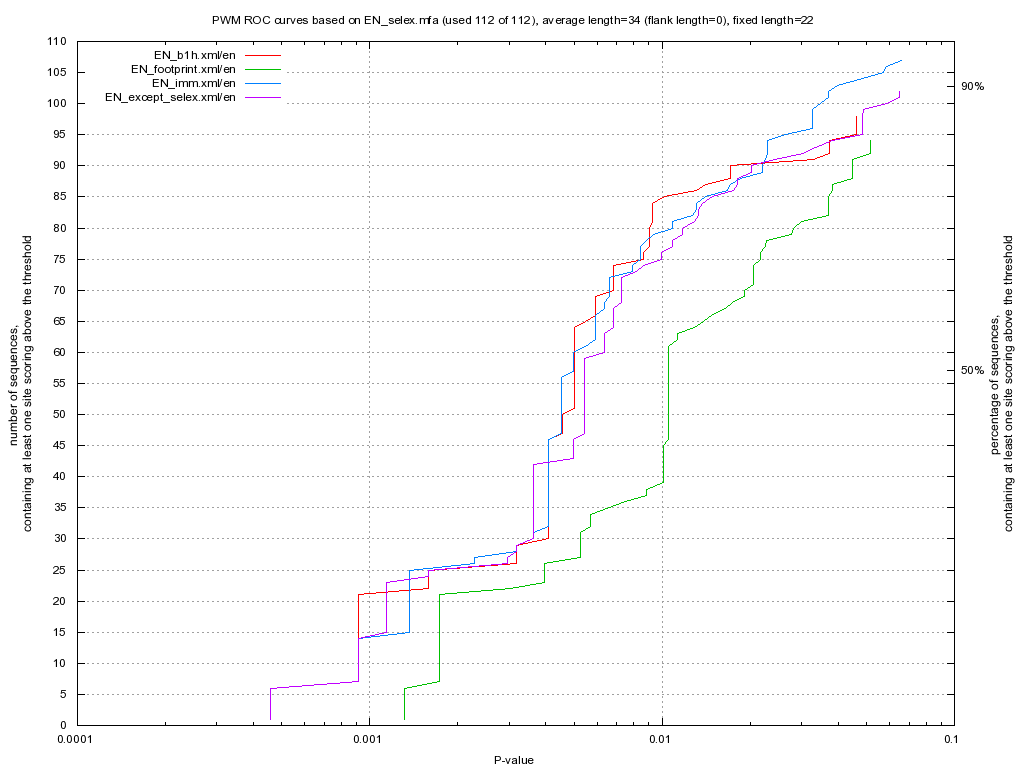 PWM ROC curves based on EN_selex.mfa (used 112 of 112), average length=34 (flank length=0), fixed length=22
EN_b1h.xml/en
EN_footprint.xml/en
EN_imm.xml/en
EN_except_selex.xml/en
110
105
100
95
90
85
80
75
70
65
60
55
50
45
40
35
30
25
20
15
10
5
0
number of sequences,
containing at least one site scoring above the threshold
90%
50%
percentage of sequences,
containing at least one site scoring above the threshold
0.0001
0.001
0.01
0.1
P-value